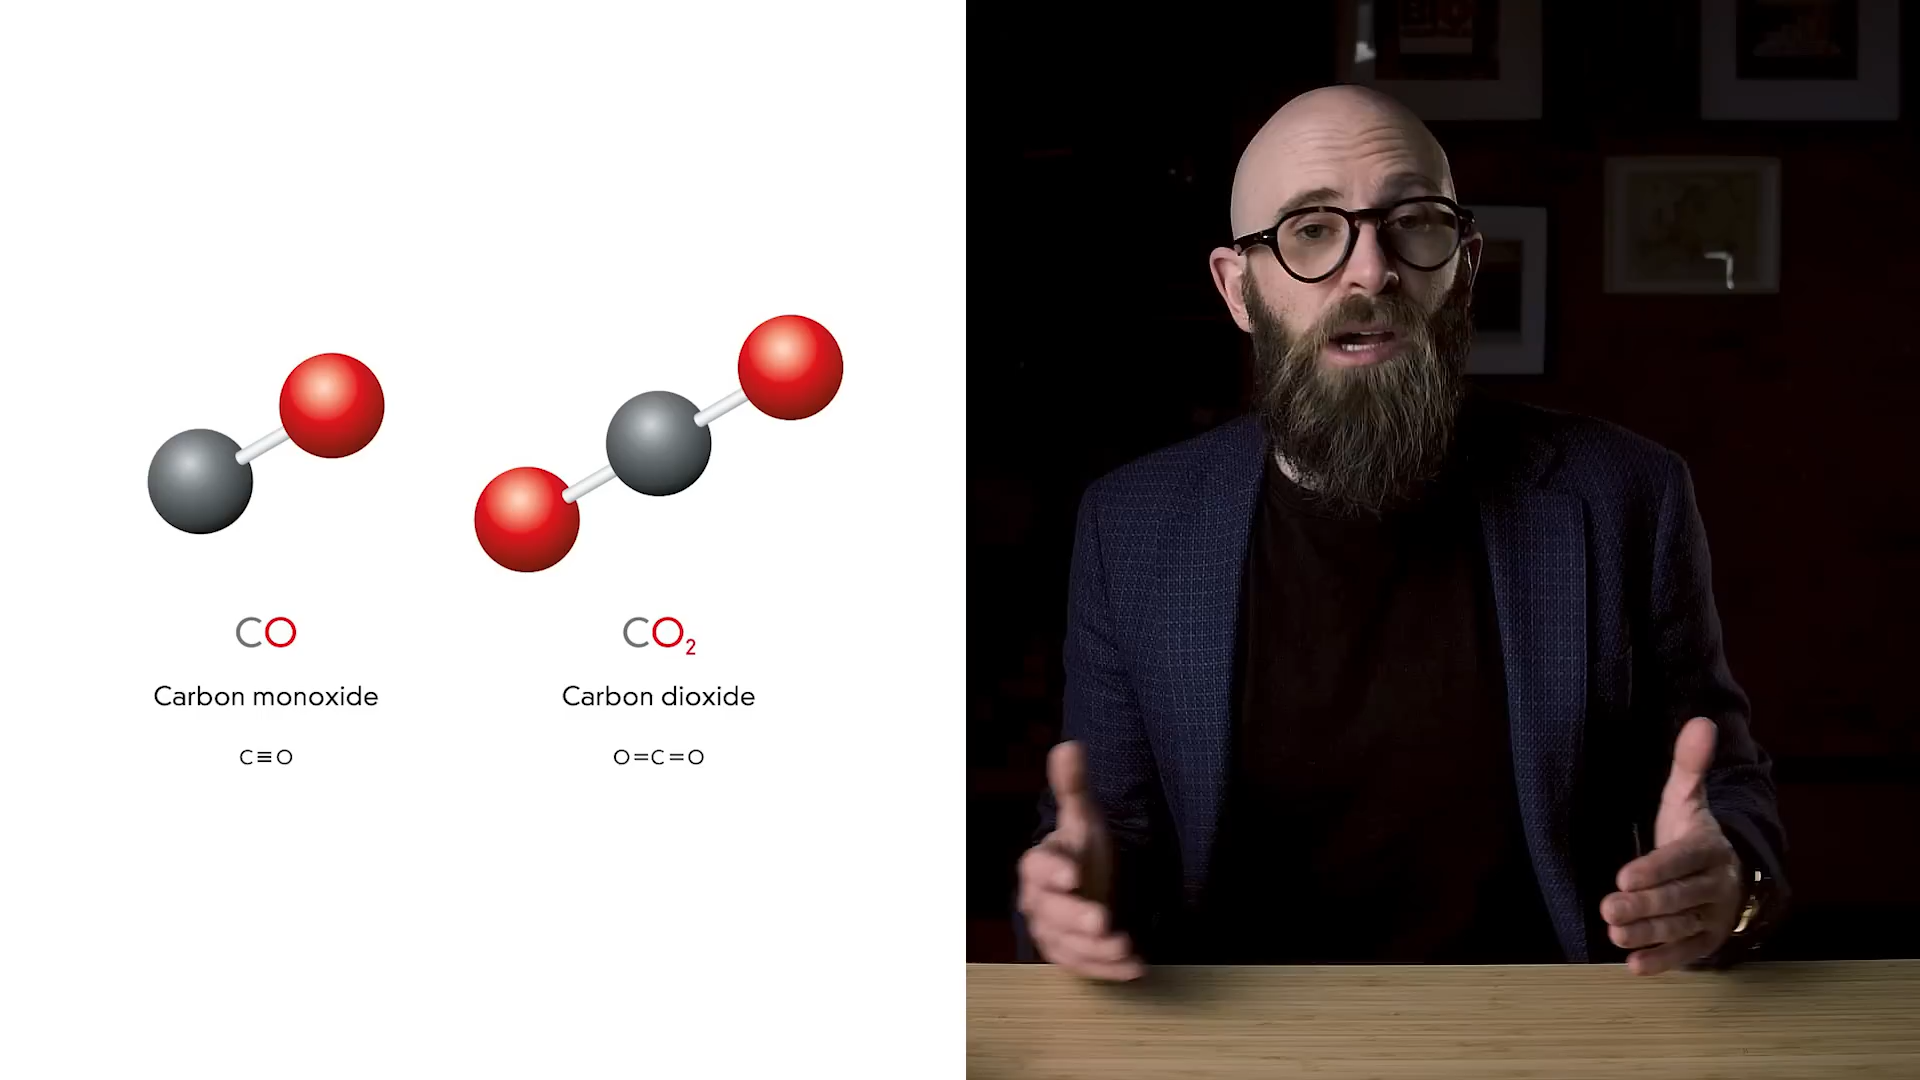 CO
Carbon monoxide
C≡O
CO₂
Carbon dioxide
O=C=O